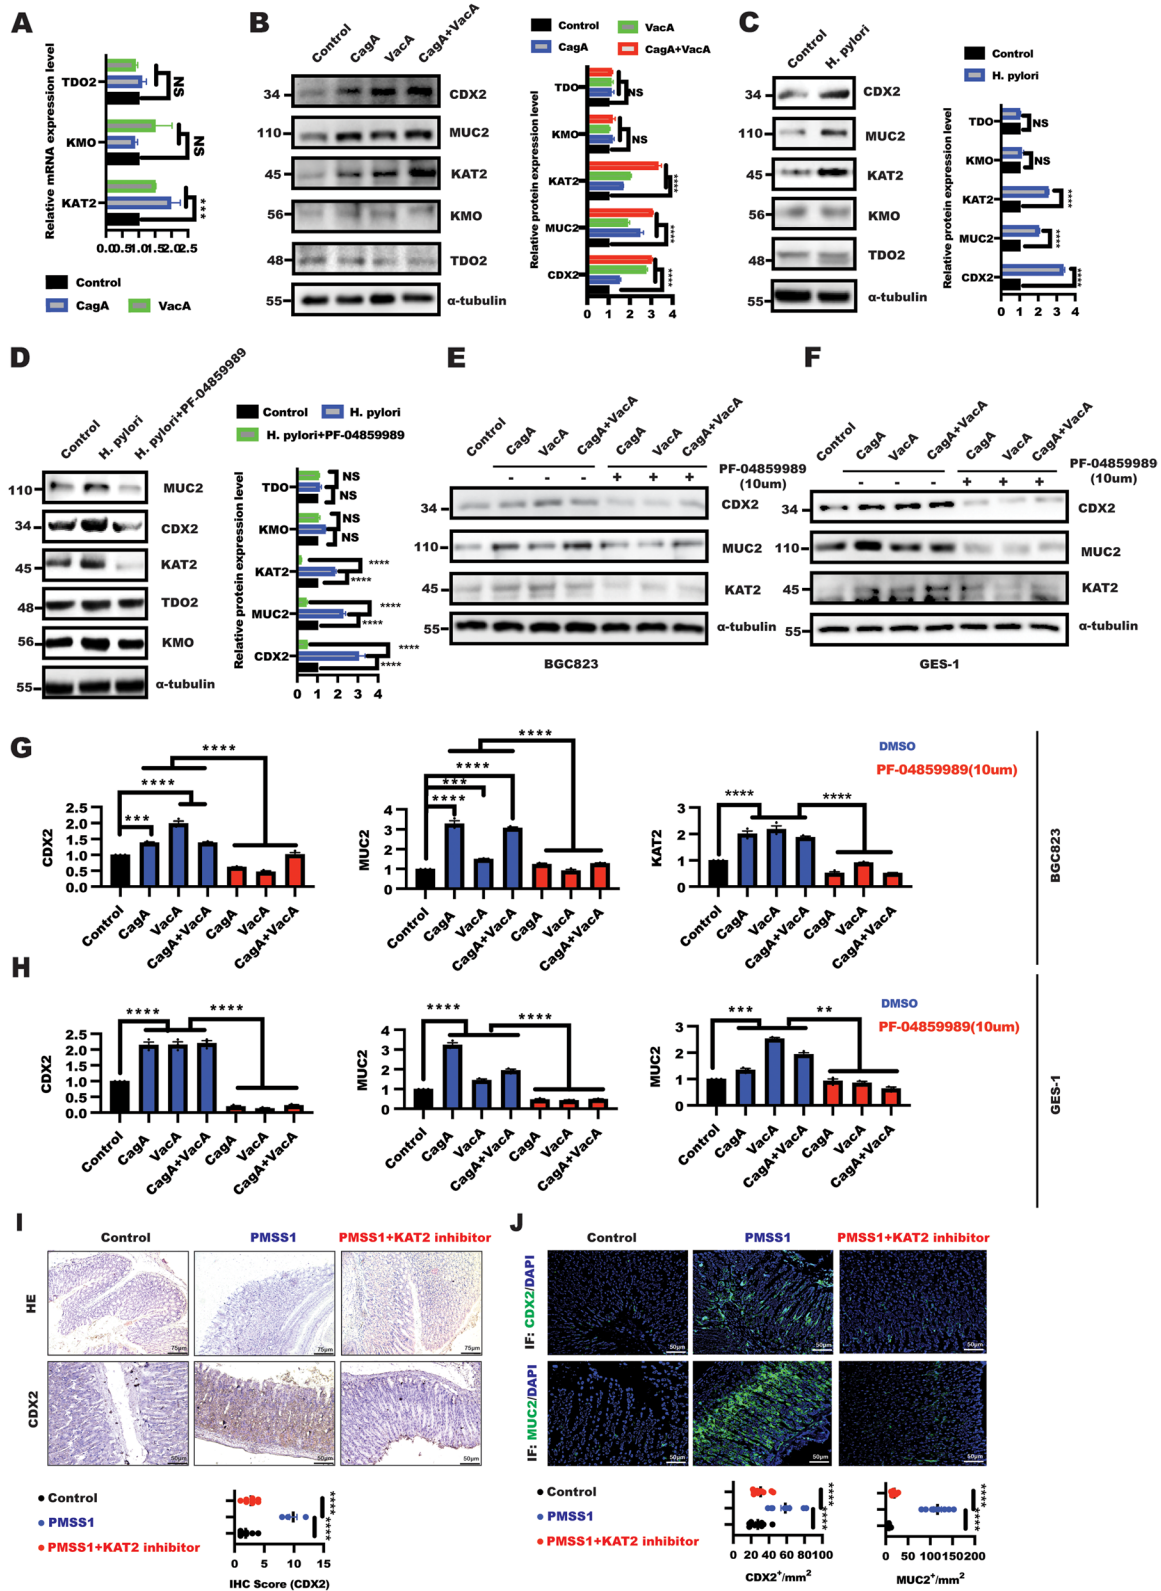 A
Relative mRNA expression level
TDO2
KMO
KAT2
NS
NS
***
0.0 0.5 1.0 1.5 2.0 2.5
Control
CagA
VacA
B
Control
CagA
VacA
CagA+VacA
34
CDX2
110
MUC2
45
KAT2
56
KMO
48
TDO2
55
α-tubulin
Control
VacA
CagA
CagA+VacA
Relative protein expression level
TDO
KMO
KAT2
MUC2
CDX2
NS
NS
****
****
****
0 1 2 3 4
C
Control
H. pylori
34
CDX2
110
MUC2
45
KAT2
56
KMO
48
TDO2
55
α-tubulin
Control
H. pylori
Relative protein expression level
TDO
KMO
KAT2
MUC2
CDX2
NS
NS
****
****
****
0 1 2 3 4
D
Control
H. pylori
H. pylori+PF-04859989
110
MUC2
34
CDX2
45
KAT2
48
TDO2
56
KMO
55
α-tubulin
Control
H. pylori
H. pylori+PF-04859989
Relative protein expression level
TDO
KMO
KAT2
MUC2
CDX2
NS
NS
NS
NS
****
****
****
****
****
****
0 1 2 3 4
E
Control
CagA
VacA
CagA+VacA
CagA
VacA
CagA+VacA
- - - + + +
PF-04859989
(10um)
34
CDX2
110
MUC2
45
KAT2
55
α-tubulin
BGC823
F
Control
CagA
VacA
CagA+VacA
CagA
VacA
CagA+VacA
- - - + + +
PF-04859989
(10um)
34
CDX2
110
MUC2
45
KAT2
55
α-tubulin
GES-1
G
CDX2
2.5
2.0
1.5
1.0
0.5
0.0
***
****
****
Control
CagA
VacA
CagA+VacA
CagA
VacA
CagA+VacA
MUC2
4
3
2
1
0
****
***
****
****
Control
CagA
VacA
CagA+VacA
CagA
VacA
CagA+VacA
KAT2
3
2
1
0
****
****
Control
CagA
VacA
CagA+VacA
CagA
VacA
CagA+VacA
DMSO
PF-04859989(10um)
BGC823
H
CDX2
2.5
2.0
1.5
1.0
0.5
0.0
****
****
Control
CagA
VacA
CagA+VacA
CagA
VacA
CagA+VacA
MUC2
4
3
2
1
0
****
****
Control
CagA
VacA
CagA+VacA
CagA
VacA
CagA+VacA
MUC2
3
2
1
0
***
**
Control
CagA
VacA
CagA+VacA
CagA
VacA
CagA+VacA
DMSO
PF-04859989(10um)
GES-1
I
Control
PMSS1
PMSS1+KAT2 inhibitor
HE
75μm
75μm
75μm
CDX2
50μm
50μm
50μm
Control
PMSS1
PMSS1+KAT2 inhibitor
****
****
0 5 10 15
IHC Score (CDX2)
J
Control
PMSS1
PMSS1+KAT2 inhibitor
IF: CDX2/DAPI
50μm
50μm
50μm
IF: MUC2/DAPI
50μm
50μm
50μm
Control
PMSS1
PMSS1+KAT2 inhibitor
****
****
0 20 40 60 80 100
CDX2+/mm2
****
****
0 50 100 150 200
MUC2+/mm2